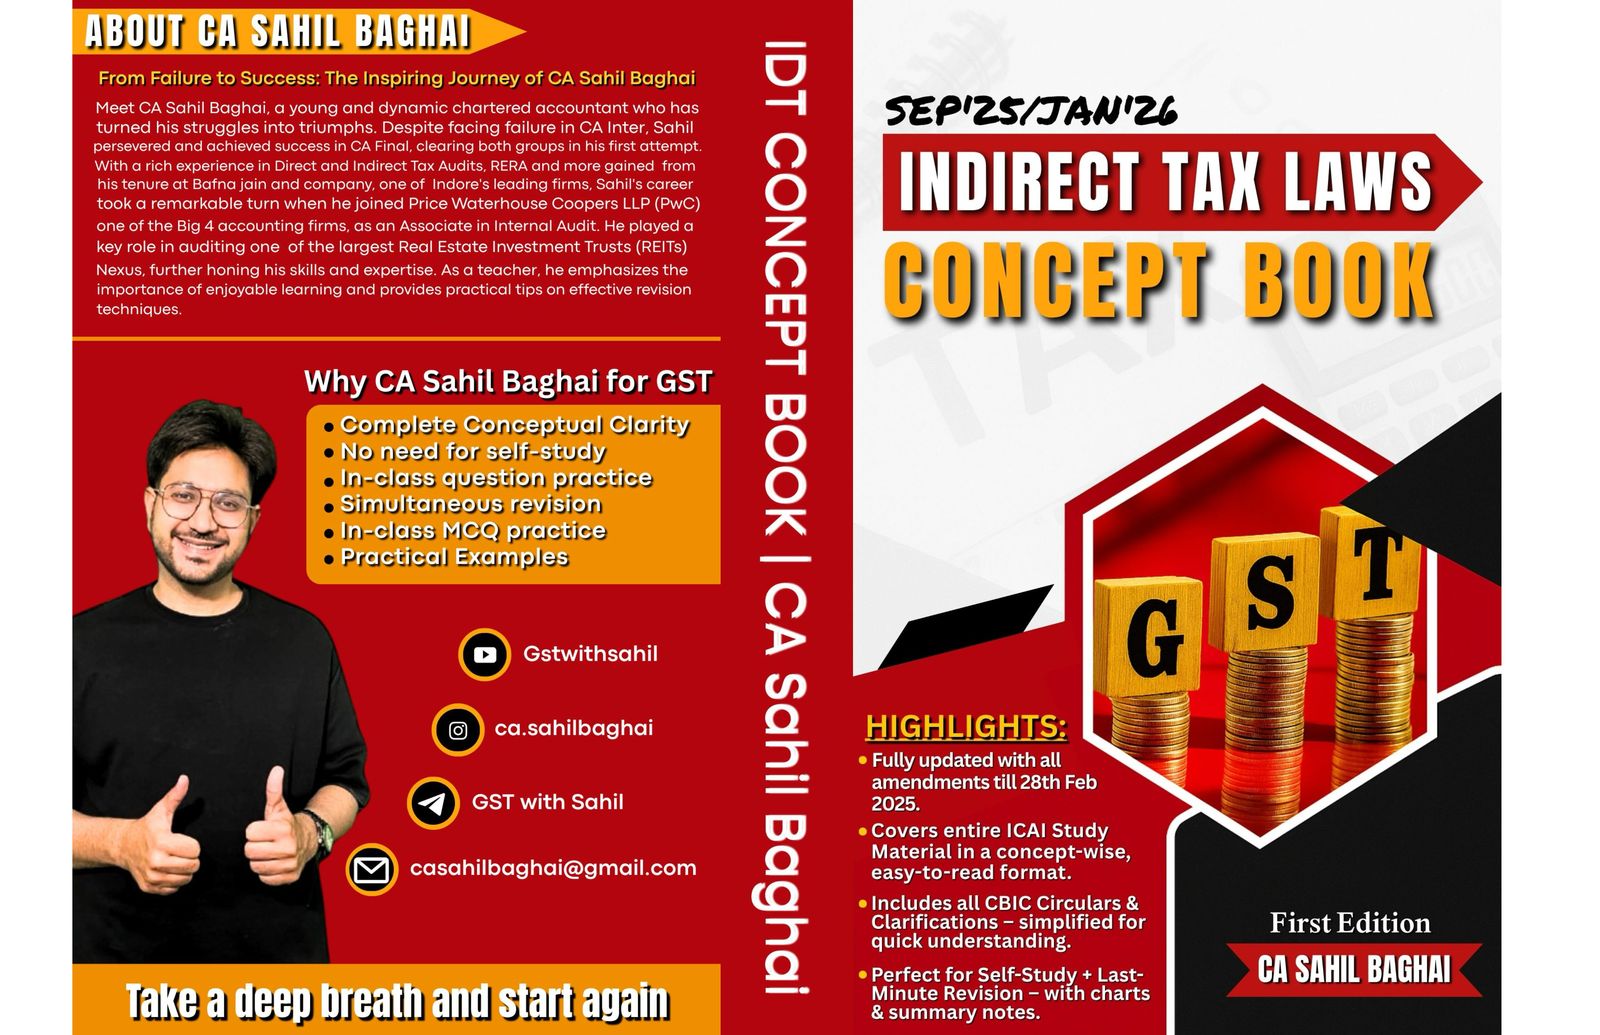 ABOUT CA SAHIL BAGHAI
From Failure to Success: The Inspiring Journey of CA Sahil Baghai
Meet CA Sahil Baghai, a young and dynamic chartered accountant who has
turned his struggles into triumphs. Despite facing failure in CA Inter, Sahil
persevered and achieved success in CA Final, clearing both groups in his first attempt.
With a rich experience in Direct and Indirect Tax Audits, RERA and more gained from
his tenure at Bafna jain and company, one of Indore's leading firms, Sahil's career
took a remarkable turn when he joined Price Waterhouse Coopers LLP (PwC)
one of the Big 4 accounting firms, as an Associate in Internal Audit. He played a
key role in auditing one of the largest Real Estate Investment Trusts (REITs)
Nexus, further honing his skills and expertise. As a teacher, he emphasizes the
importance of enjoyable learning and provides practical tips on effective revision
techniques.
Why CA Sahil Baghai for GST
• Complete Conceptual Clarity
• No need for self-study
• In-class question practice
• Simultaneous revision
• In-class MCQ practice
• Practical Examples
Gstwithsahil
ca.sahilbaghai
GST with Sahil
casahilbaghai@gmail.com
Take a deep breath and start again
IDT CONCEPT BOOK | CA Sahil Baghai
SEP'25/JAN'26
INDIRECT TAX LAWS
CONCEPT BOOK
TAX
G S T
HIGHLIGHTS:
• Fully updated with all
amendments till 28th Feb
2025.
• Covers entire ICAI Study
Material in a concept-wise,
easy-to-read format.
• Includes all CBIC Circulars &
Clarifications – simplified for
quick understanding.
• Perfect for Self-Study + Last-
Minute Revision – with charts
& summary notes.
First Edition
CA SAHIL BAGHAI